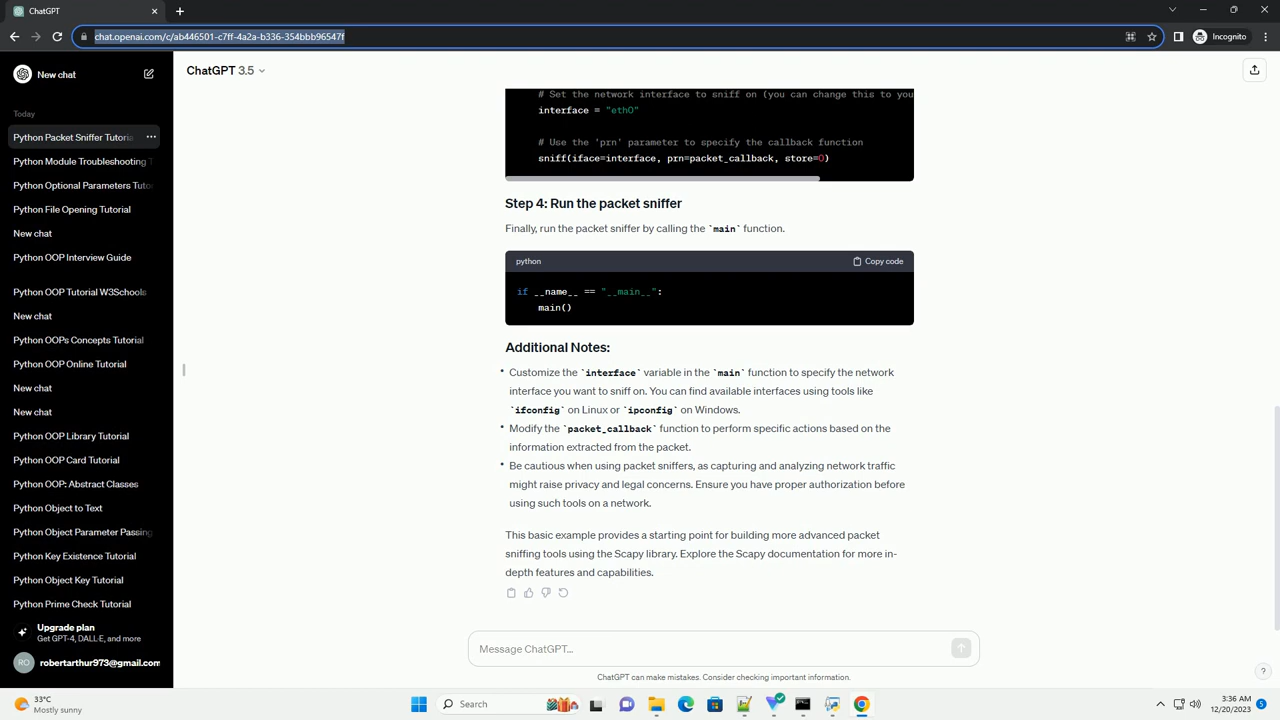 ChatGPT
chat.openai.com/c/ab446501-c7ff-4a2a-b336-354bbb96547f
Incognito
New chat
ChatGPT 3.5
Today
Python Packet Sniffer Tutoria
Python Module Troubleshooting T
Python Optional Parameters Tutor
Python File Opening Tutorial
New chat
Python OOP Interview Guide
Python OOP Tutorial W3Schools
New chat
Python OOPs Concepts Tutorial
Python OOP Online Tutorial
New chat
New chat
Python OOP Library Tutorial
Python OOP Card Tutorial
Python OOP: Abstract Classes
Python Object to Text
Python Object Parameter Passing
Python Key Existence Tutorial
Python Object Key Tutorial
Python Prime Check Tutorial
Upgrade plan
Get GPT-4, DALL·E, and more
RO
robertarthur973@gmail.com
# Set the network interface to sniff on (you can change this to you
interface = "eth0"
# Use the 'prn' parameter to specify the callback function
sniff(iface=interface, prn=packet_callback, store=0)
Step 4: Run the packet sniffer
Finally, run the packet sniffer by calling the `main` function.
python
Copy code
if __name__ == "__main__":
main()
Additional Notes:
• Customize the `interface` variable in the `main` function to specify the network
interface you want to sniff on. You can find available interfaces using tools like
`ifconfig` on Linux or `ipconfig` on Windows.
• Modify the `packet_callback` function to perform specific actions based on the
information extracted from the packet.
• Be cautious when using packet sniffers, as capturing and analyzing network traffic
might raise privacy and legal concerns. Ensure you have proper authorization before
using such tools on a network.
This basic example provides a starting point for building more advanced packet
sniffing tools using the Scapy library. Explore the Scapy documentation for more in-
depth features and capabilities.
Message ChatGPT...
ChatGPT can make mistakes. Consider checking important information.
?
33°C
Mostly sunny
Search
3:36 AM
12/20/2023
5